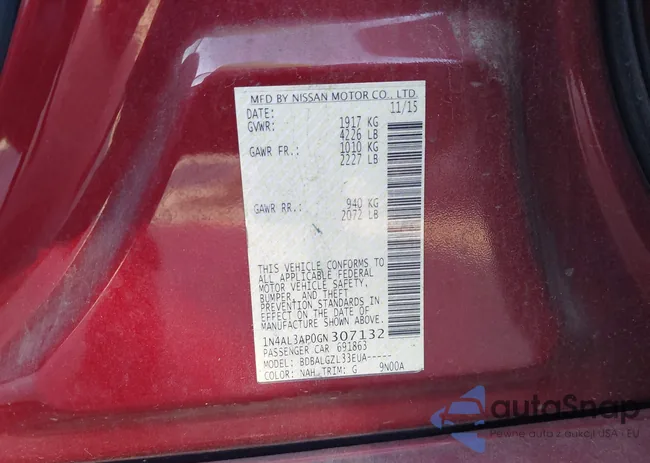 MFD BY NISSAN MOTOR CO., LTD.
DATE: 11/15
GVWR: 1917 KG
4226 LB
GAWR FR.: 1010 KG
2227 LB
GAWR RR.: 940 KG
2072 LB
THIS VEHICLE CONFORMS TO
ALL APPLICABLE FEDERAL
MOTOR VEHICLE SAFETY,
BUMPER, AND THEFT
PREVENTION STANDARDS IN
EFFECT ON THE DATE OF
MANUFACTURE SHOWN ABOVE.
1N4AL3AP0GN307132
PASSENGER CAR 691863
MODEL: BDBALGZL33EUA-----
COLOR: NAH TRIM: G 9N00A
autoSnap
Pewne auto z aukcji USA i EU